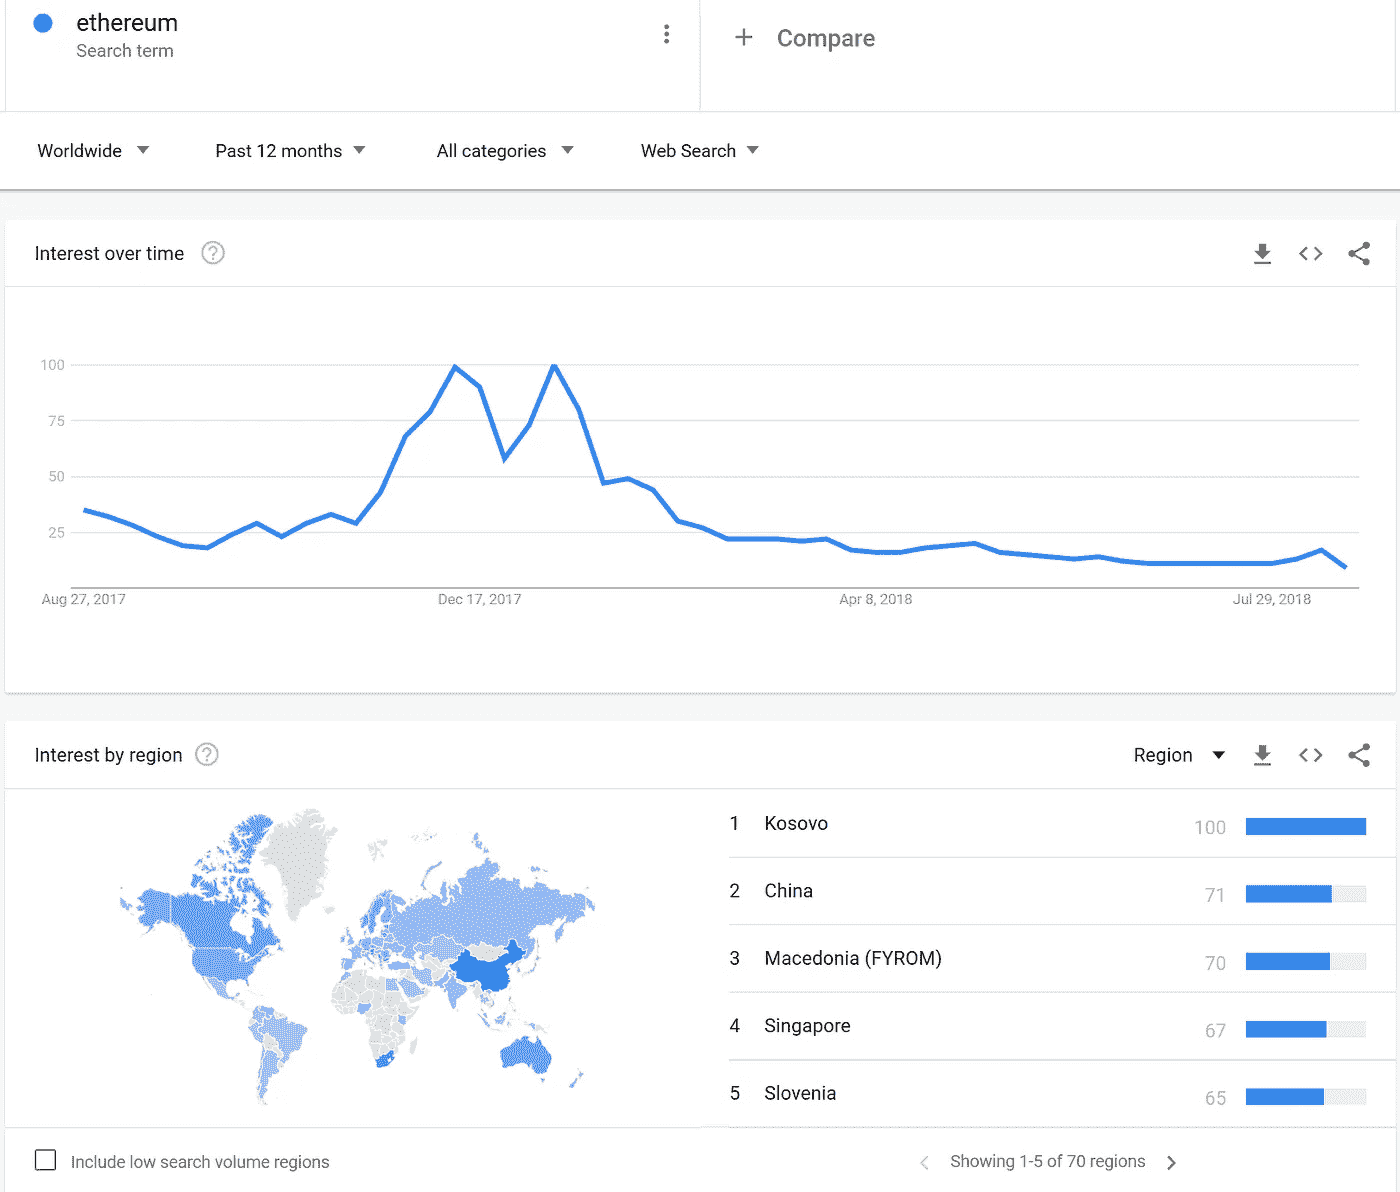 ethereum
Search term
+ Compare
Worldwide Past 12 months All categories Web Search
Interest over time ?
100
75
50
25
Aug 27, 2017 Dec 17, 2017 Apr 8, 2018 Jul 29, 2018
Interest by region ? Region
1 Kosovo 100
2 China 71
3 Macedonia (FYROM) 70
4 Singapore 67
5 Slovenia 65
Include low search volume regions Showing 1-5 of 70 regions